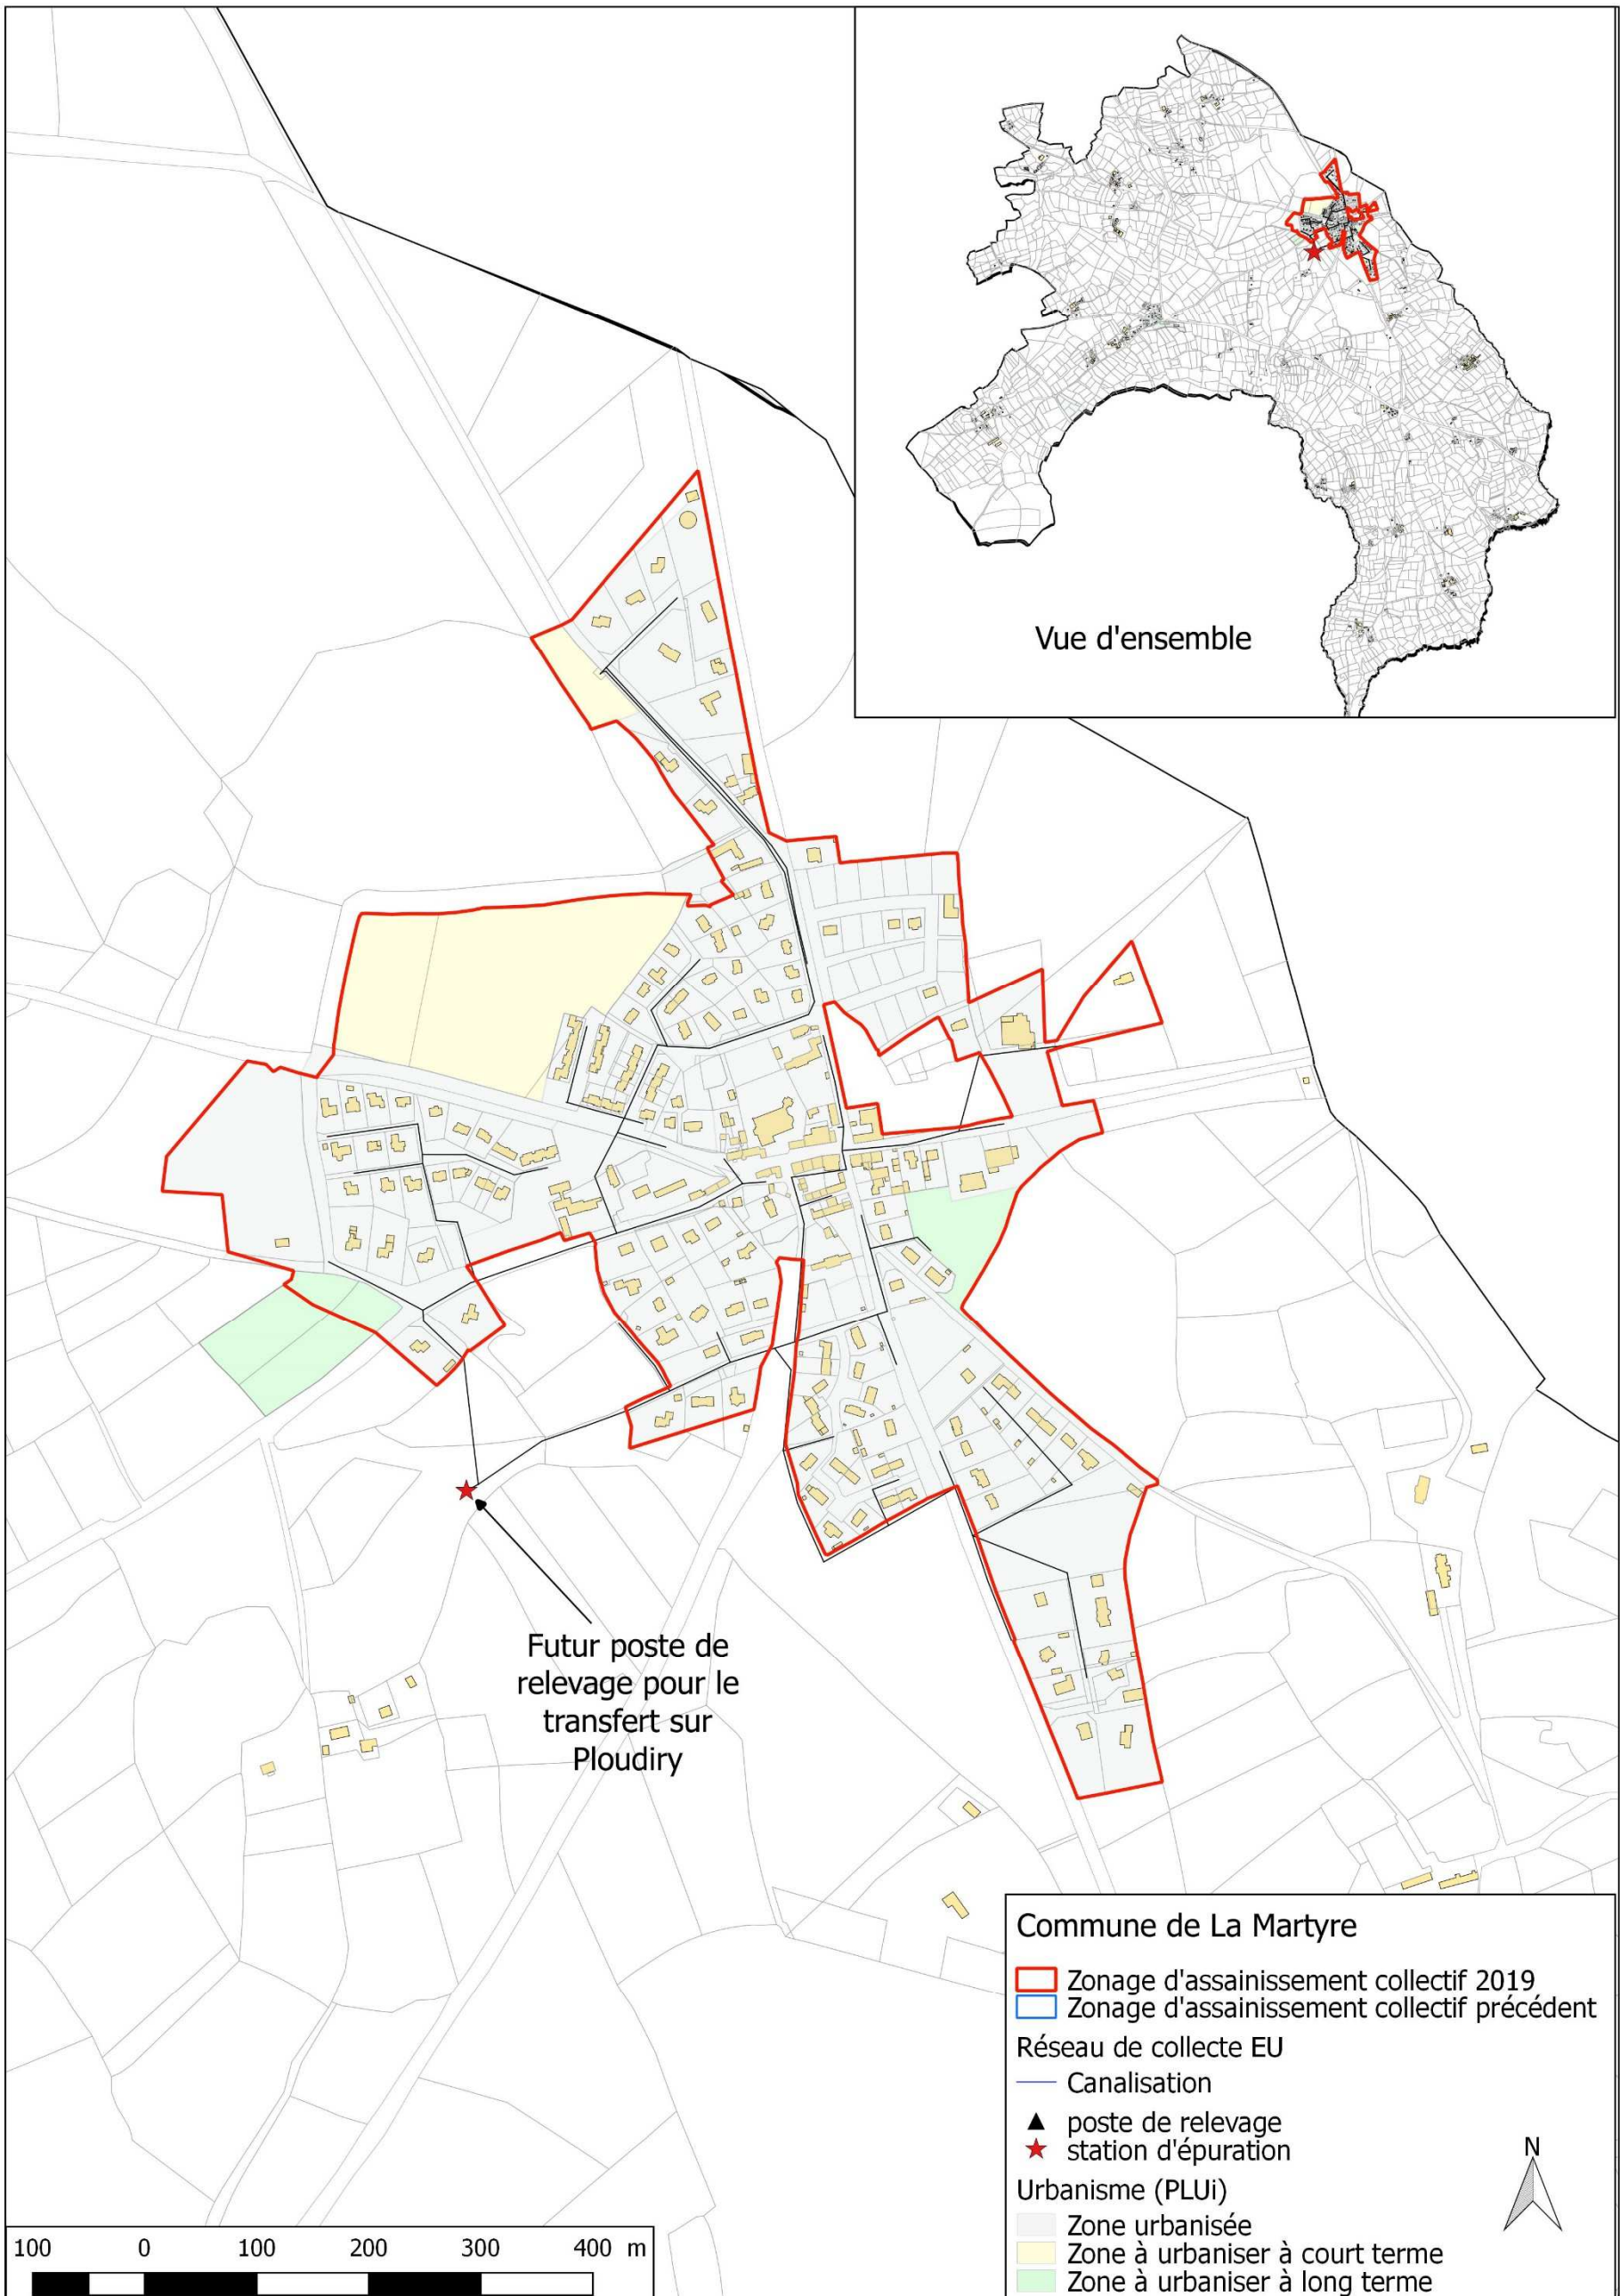 Vue d'ensemble
Futur poste de
relevage pour le
transfert sur
Ploudiry
Commune de La Martyre
Zonage d'assainissement collectif 2019
Zonage d'assainissement collectif précédent
Réseau de collecte EU
Canalisation
poste de relevage
station d'épuration
N
Urbanisme (PLUi)
Zone urbanisée
Zone à urbaniser à court terme
Zone à urbaniser à long terme
100 0 100 200 300 400 m